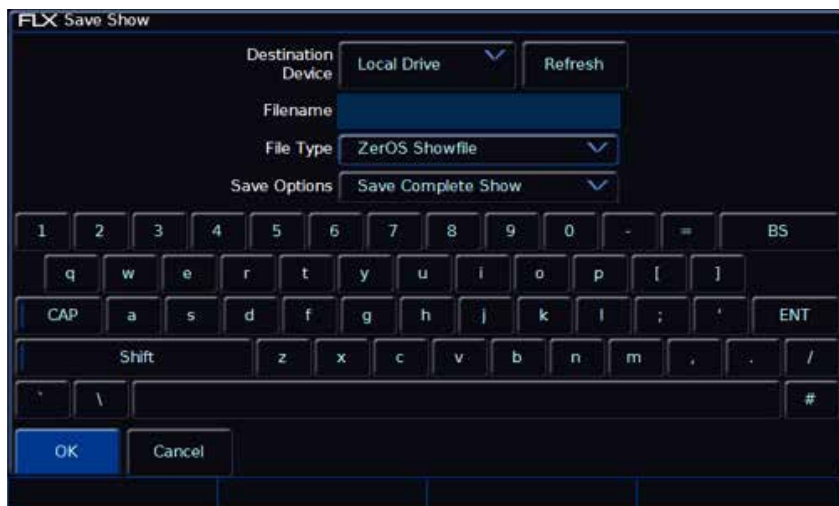 FLX Save Show
Destination Device Local Drive Refresh
Filename
File Type ZerOS Showfile
Save Options Save Complete Show
1 2 3 4 5 6 7 8 9 0 - = BS
q w e r t y u i o p [ ]
CAP a s d f g h j k l ; ' ENT
Shift z x c v b n m , . /
` \ #
OK Cancel